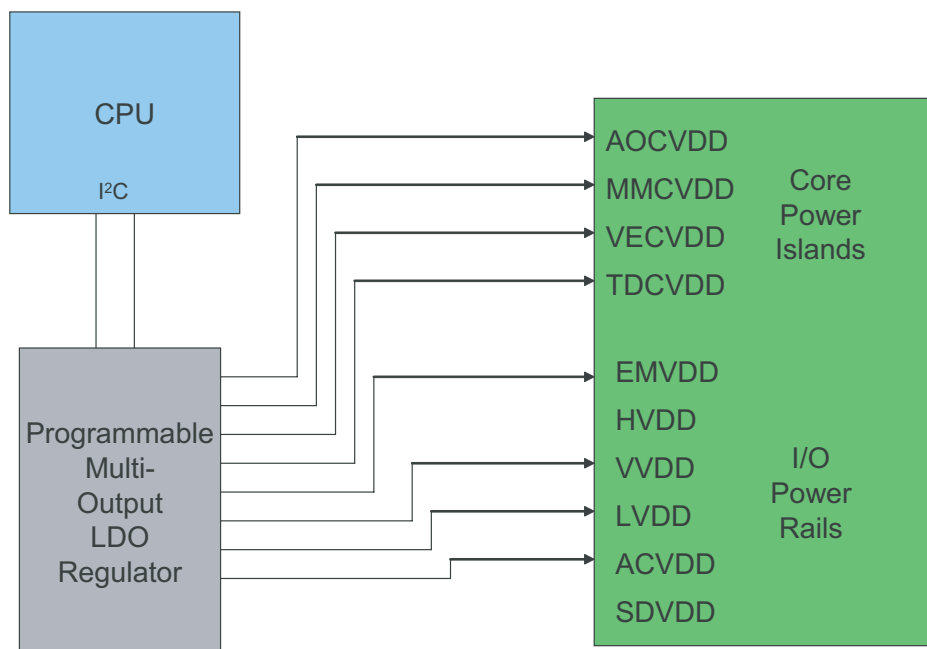 CPU
I²C
Programmable
Multi-
Output
LDO
Regulator
AOCVDD
MMCVDD
VECVDD
TDCVDD
Core
Power
Islands
EMVDD
HVDD
VVDD
LVDD
ACVDD
SDVDD
I/O
Power
Rails